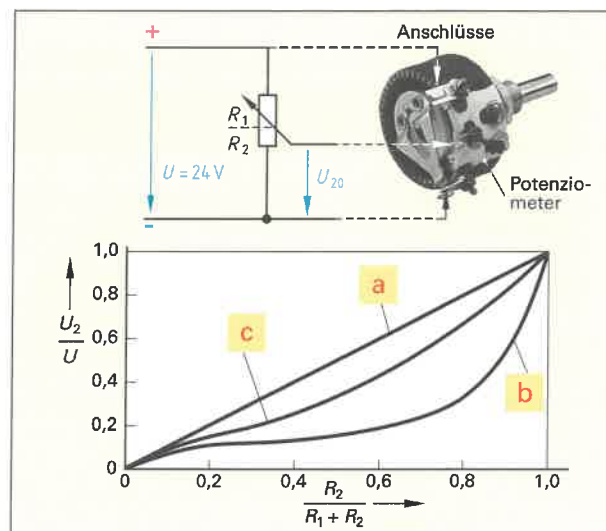 Anschlüsse
+
R1
R2
U = 24 V
U20
Potenzio-
meter
-
1,0
0,8
0,6
0,4
0,2
0
U2
U
a
c
b
0
0,2
0,4
0,6
0,8
1,0
R2
R1 + R2